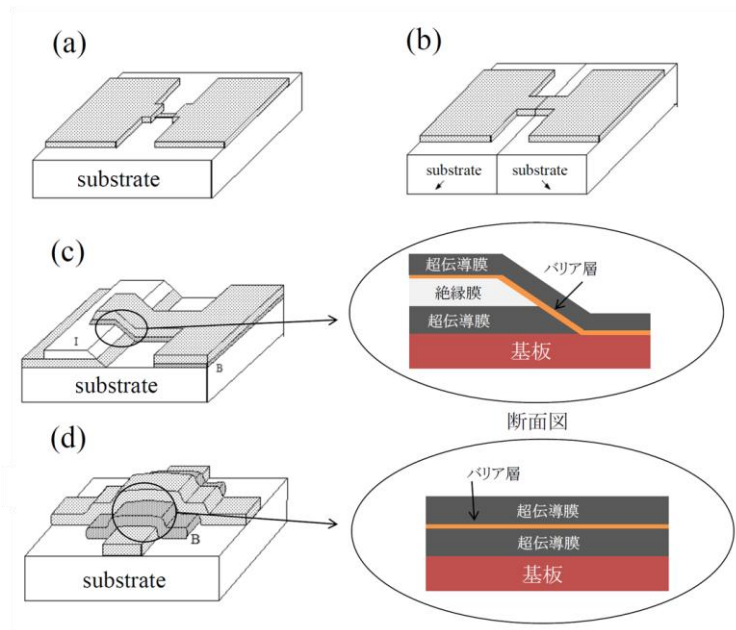 (a)
(b)
substrate
substrate
substrate
(c)
I
B
substrate
超伝導膜
バリア層
絶縁膜
超伝導膜
基板
断面図
(d)
B
substrate
バリア層
超伝導膜
超伝導膜
基板